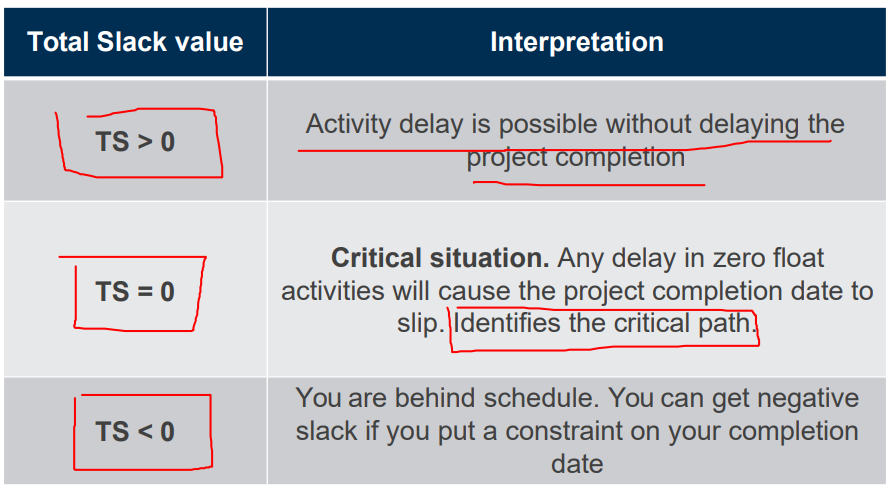 Total Slack value
Interpretation
TS > 0
Activity delay is possible without delaying the
project completion
TS = 0
Critical situation. Any delay in zero float
activities will cause the project completion date to
slip. Identifies the critical path.
TS < 0
You are behind schedule. You can get negative
slack if you put a constraint on your completion
date